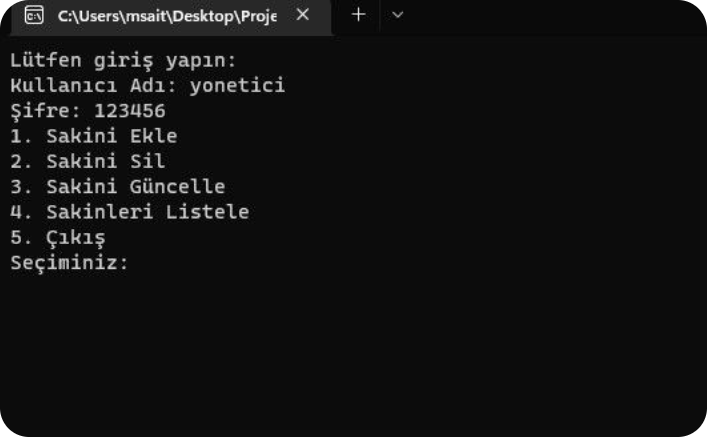 C:\Users\msait\Desktop\Proje
Lütfen giriş yapın:
Kullanıcı Adı: yonetici
Şifre: 123456
1. Sakini Ekle
2. Sakini Sil
3. Sakini Güncelle
4. Sakinleri Listele
5. Çıkış
Seçiminiz: